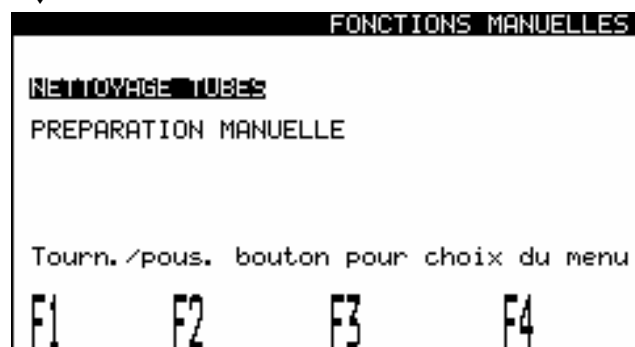 FONCTIONS MANUELLES
NETTOYAGE TUBES
PREPARATION MANUELLE
Tourn./pous. bouton pour choix du menu
F1 F2 F3 F4